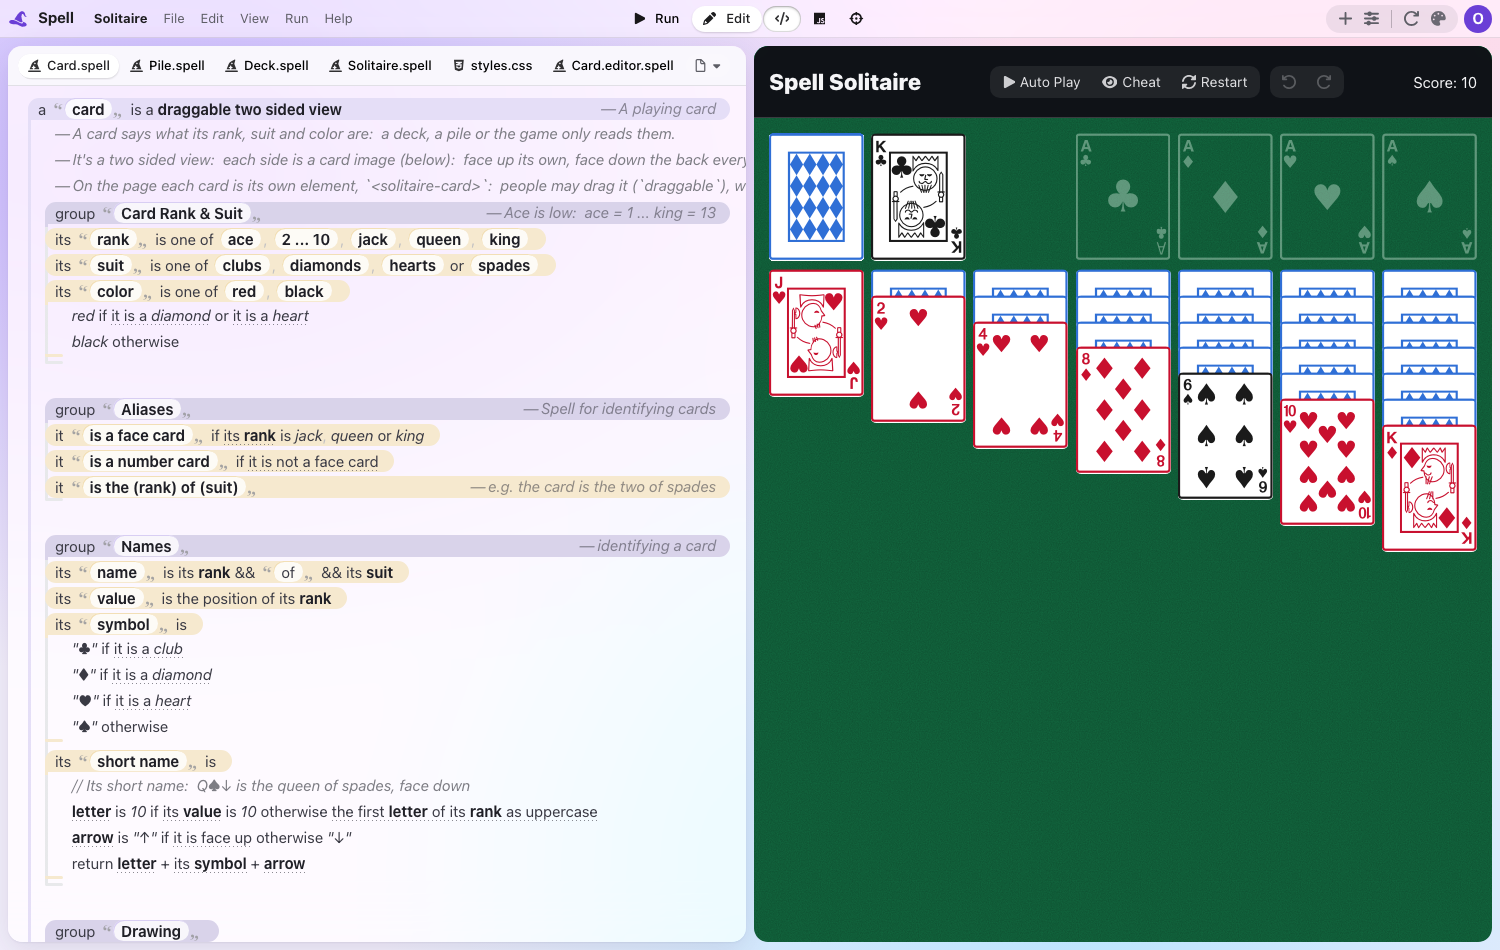 Spell Solitaire File Edit View Run Help Run Edit </> JS O
Card.spell Pile.spell Deck.spell Solitaire.spell styles.css Card.editor.spell
a “ card „ is a draggable two sided view — A playing card
— A card says what its rank, suit and color are: a deck, a pile or the game only reads them.
— It's a two sided view: each side is a card image (below): face up its own, face down the back every
— On the page each card is its own element, `<solitaire-card>`: people may drag it (`draggable`), w
group “ Card Rank & Suit „ — Ace is low: ace = 1 ... king = 13
its “ rank „ is one of ace , 2 ... 10 , jack , queen , king
its “ suit „ is one of clubs , diamonds , hearts or spades
its “ color „ is one of red , black
red if it is a diamond or it is a heart
black otherwise
group “ Aliases „ — Spell for identifying cards
it “ is a face card „ if its rank is jack, queen or king
it “ is a number card „ if it is not a face card
it “ is the (rank) of (suit) „ — e.g. the card is the two of spades
group “ Names „ — identifying a card
its “ name „ is its rank && “ of „ && its suit
its “ value „ is the position of its rank
its “ symbol „ is
"♣" if it is a club
"♦" if it is a diamond
"♥" if it is a heart
"♠" otherwise
its “ short name „ is
// Its short name: Q♠↓ is the queen of spades, face down
letter is 10 if its value is 10 otherwise the first letter of its rank as uppercase
arrow is "↑" if it is face up otherwise "↓"
return letter + its symbol + arrow
group “ Drawing „
Spell Solitaire Auto Play Cheat Restart Score: 10
K K A A A A A A A A
J J 2 2 4 4 8 8 6 6 10 10 K K